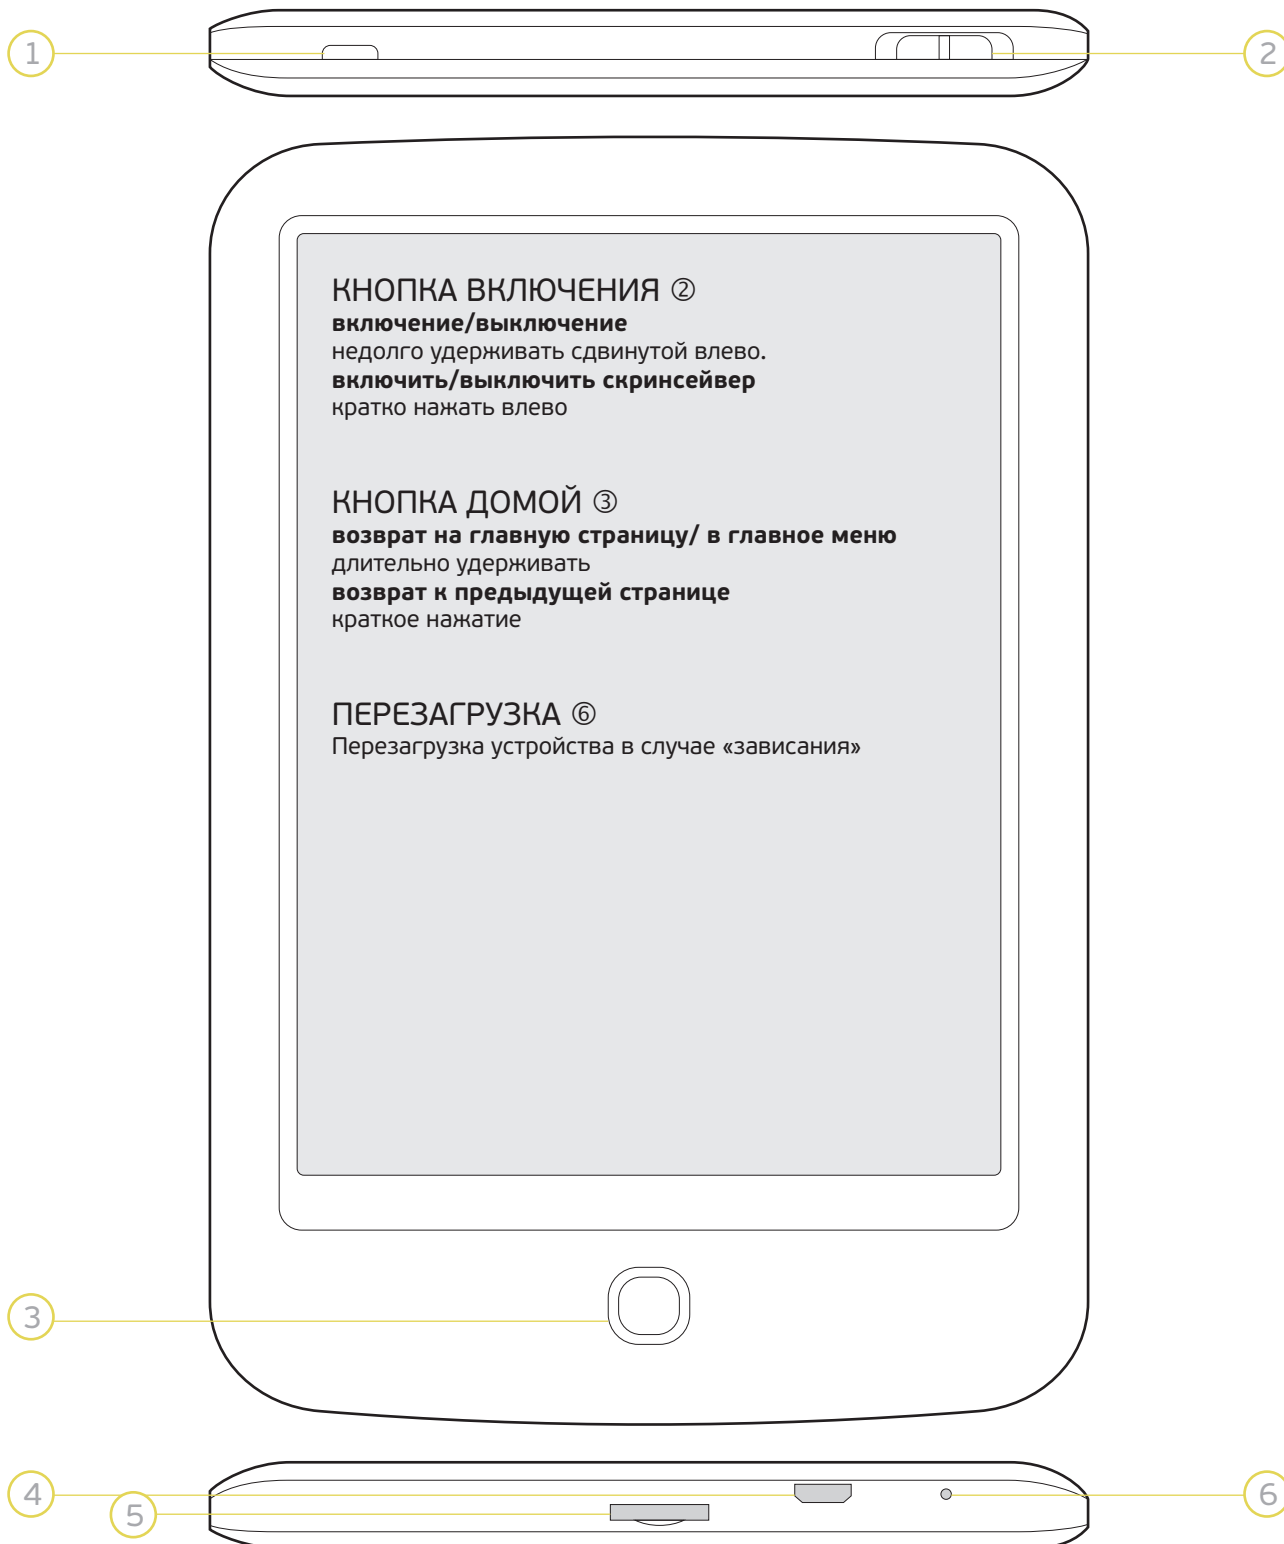 1
2
КНОПКА ВКЛЮЧЕНИЯ ②
включение/выключение
недолго удерживать сдвинутой влево.
включить/выключить скринсейвер
кратко нажать влево
КНОПКА ДОМОЙ ③
возврат на главную страницу/ в главное меню
длительно удерживать
возврат к предыдущей странице
краткое нажатие
ПЕРЕЗАГРУЗКА ⑥
Перезагрузка устройства в случае «зависания»
3
4
5
6